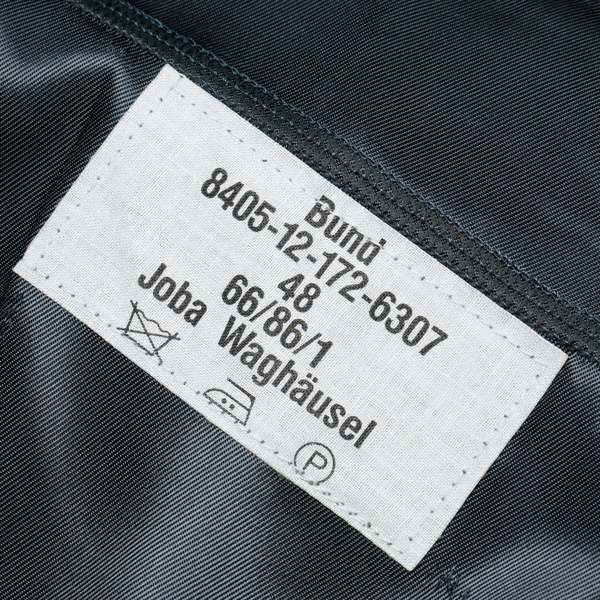 Bund
8405-12-172-6307
48
66/86/1
Joba Waghäusel
P